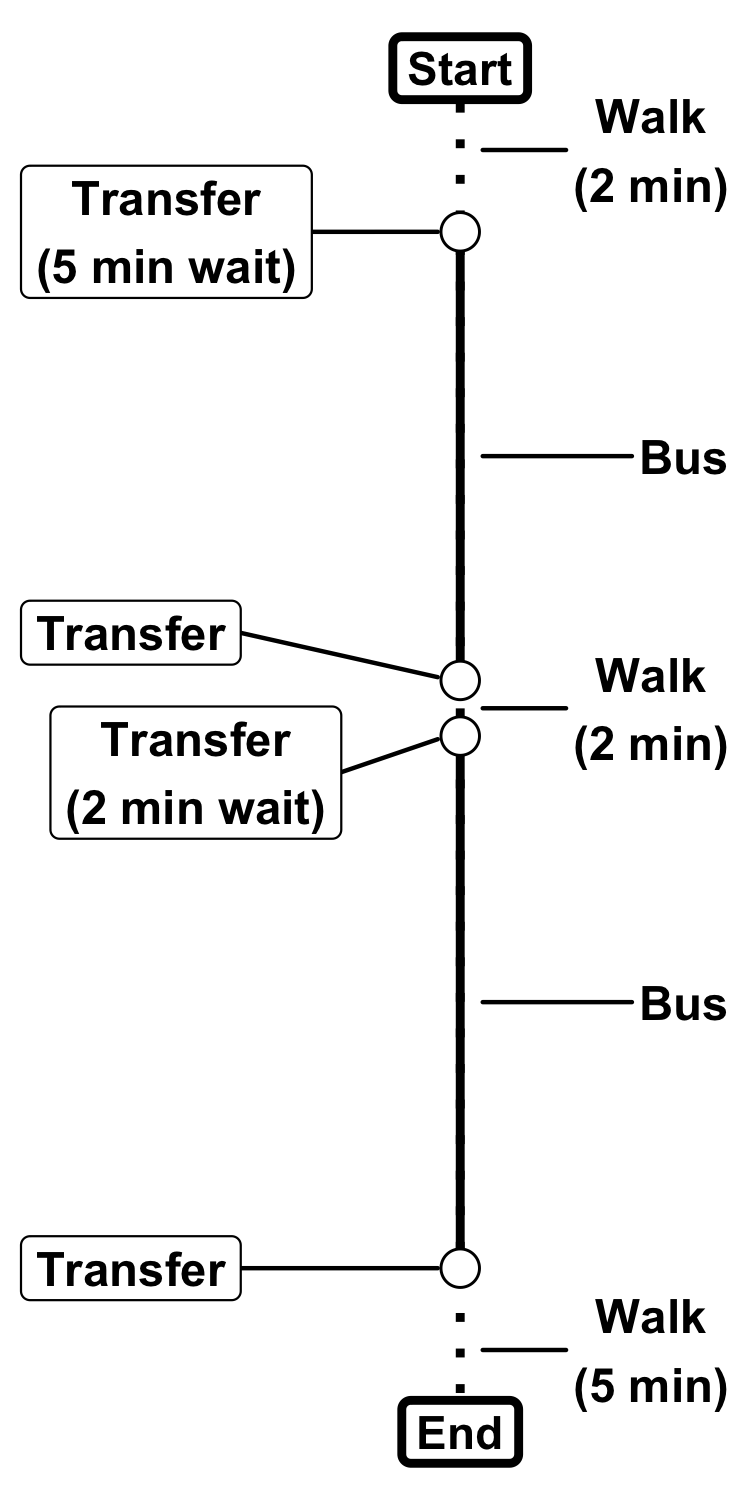 Start
Walk
(2 min)
Transfer
(5 min wait)
Bus
Transfer
Walk
(2 min)
Transfer
(2 min wait)
Bus
Transfer
Walk
(5 min)
End